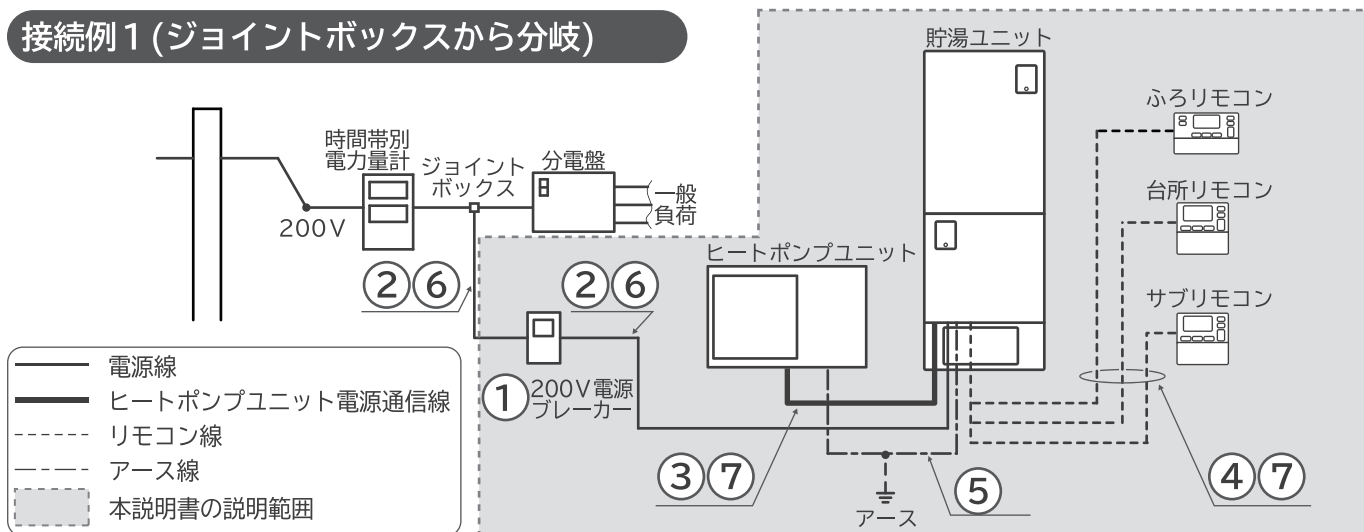 接続例１(ジョイントボックスから分岐)
貯湯ユニット
ふろリモコン
時間帯別
電力量計
ジョイント
ボックス
分電盤
一般
負荷
200V
台所リモコン
ヒートポンプユニット
②⑥
②⑥
サブリモコン
①
200V電源
ブレーカー
電源線
ヒートポンプユニット電源通信線
リモコン線
アース線
本説明書の説明範囲
③⑦
⑤
④⑦
アース